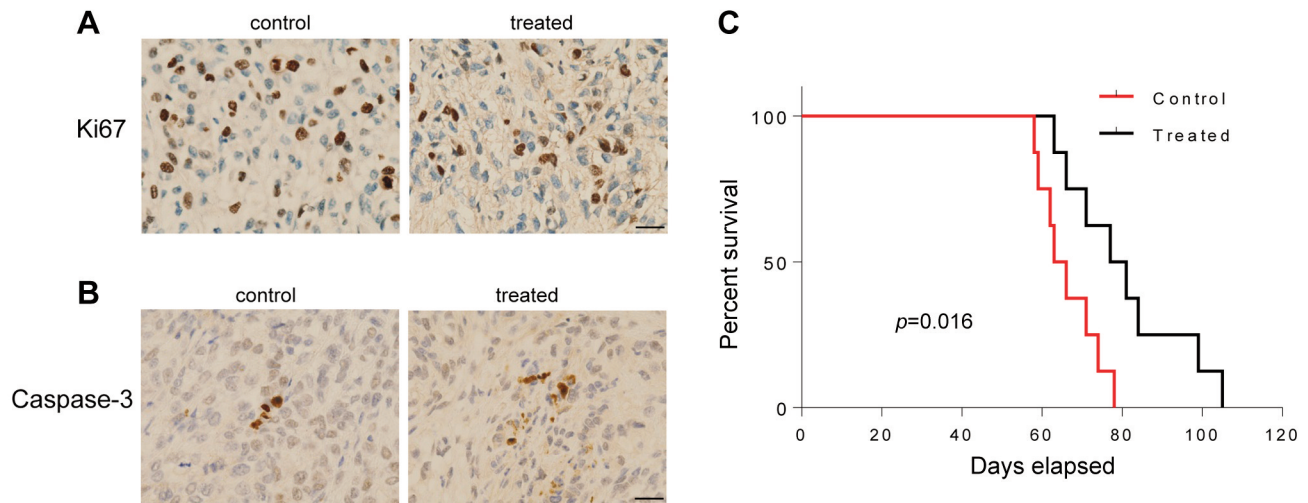 A
control
treated
Ki67
B
control
treated
Caspase-3
C
Control
Treated
Percent survival
100
50
0
p=0.016
0 20 40 60 80 100 120
Days elapsed